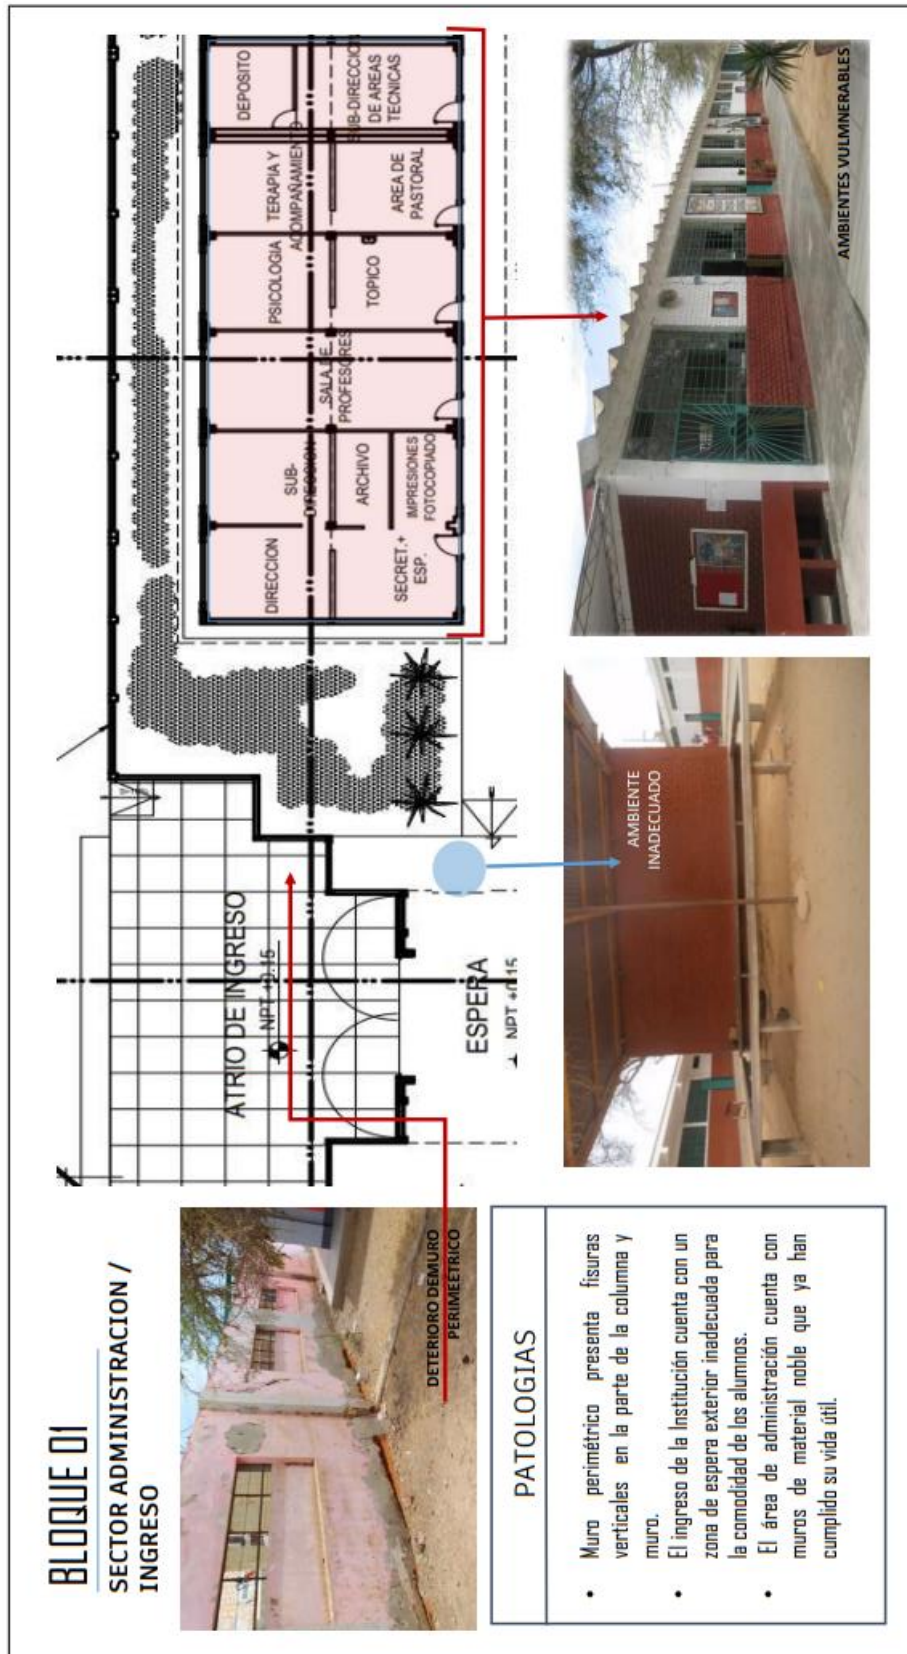 BLOQUE 01
SECTOR ADMINISTRACION /
INGRESO
DETERIORO DEMURO
PERIMEETRICO
PATOLOGIAS
• Muro perimétrico presenta fisuras
verticales en la parte de la columna y
muro.
• El ingreso de la Institución cuenta con un
zona de espera exterior inadecuada para
la comodidad de los alumnos.
• El área de administración cuenta con
muros de material noble que ya han
cumplido su vida útil.
ATRIO DE INGRESO
NPT +0.15
ESPERA
NPT +0.15
DIRECCION
SECRET.+
ESP.
SUB-
DIRECCION
ARCHIVO
IMPRESIONES
FOTOCOPIADO
SALA DE
PROFESORES
PSICOLOGIA
TOPICO
TERAPIA Y
ACOMPAÑAMIENTO
AREA DE
PASTORAL
DEPOSITO
SUB-DIRECCION
DE AREAS
TECNICAS
AMBIENTE
INADECUADO
AMBIENTES VULMNERABLES